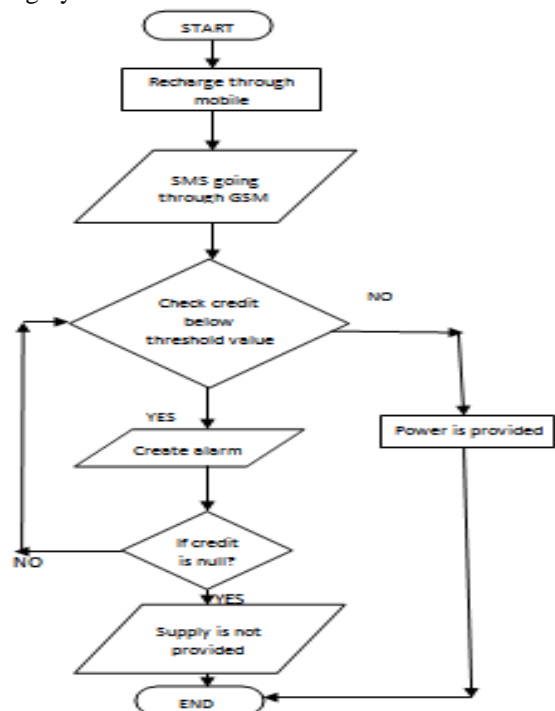 START
Recharge through
mobile
SMS going
through GSM
Check credit
below
threshold value
NO
YES
Power is provided
Create alarm
If credit
is null?
NO
YES
Supply is not
provided
END